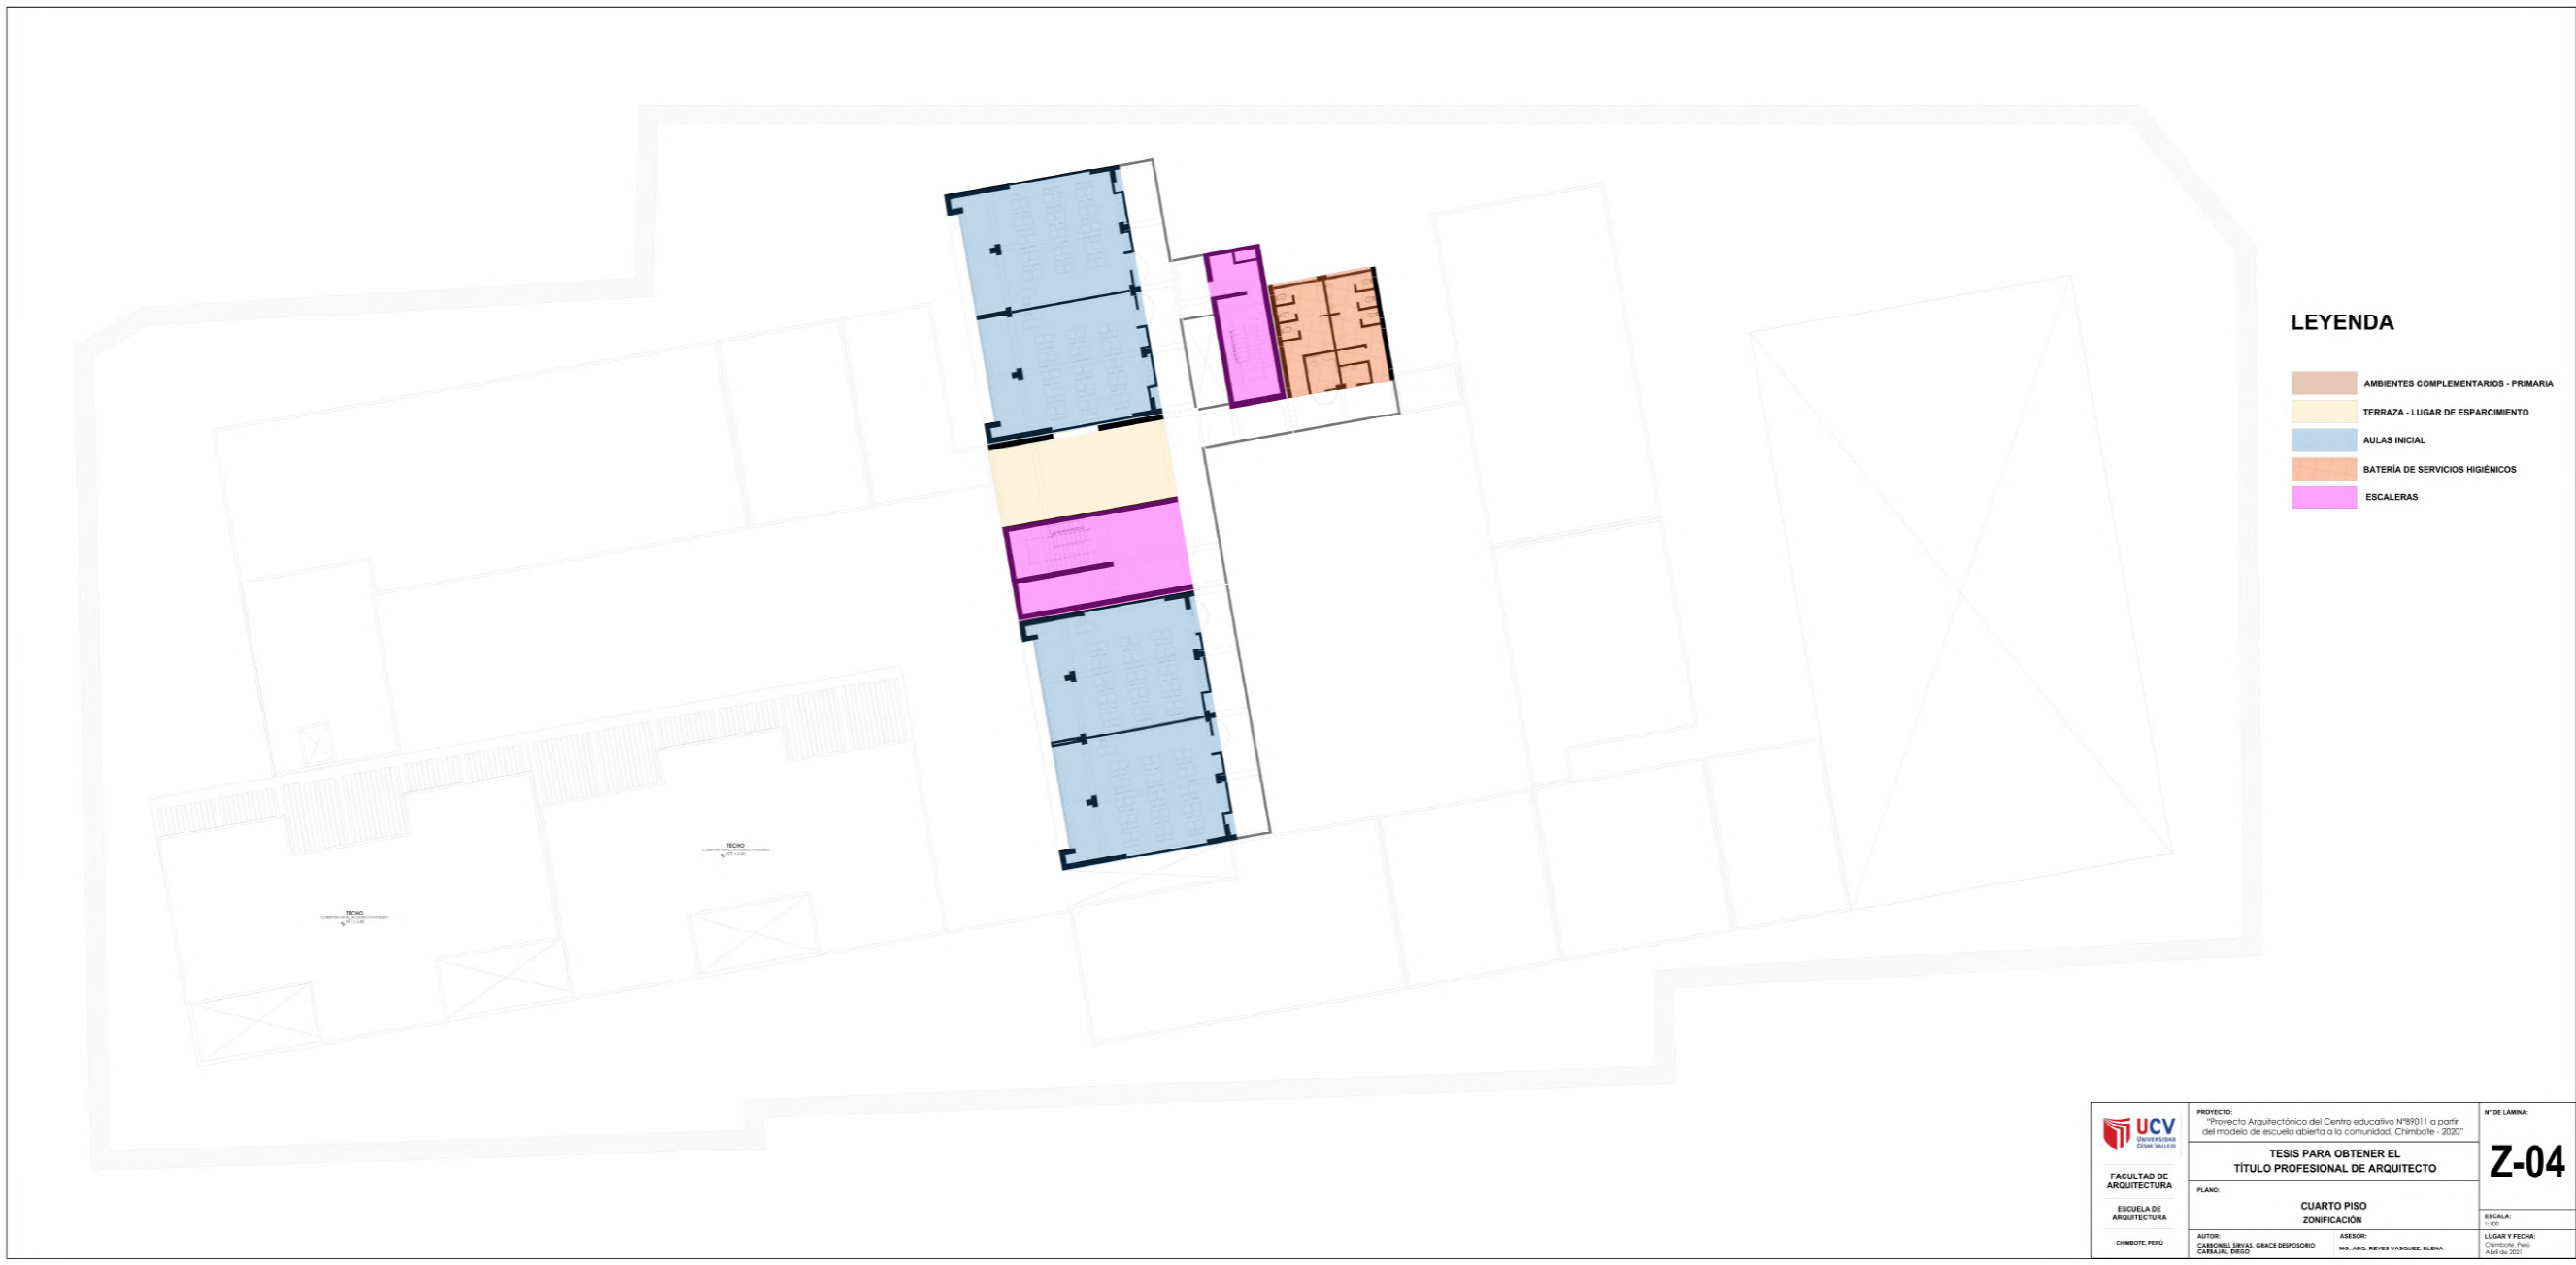 LEYENDA
AMBIENTES COMPLEMENTARIOS - PRIMARIA
TERRAZA - LUGAR DE ESPARCIMIENTO
AULAS INICIAL
BATERÍA DE SERVICIOS HIGIÉNICOS
ESCALERAS
TECHO
TECHO
UCV
UNIVERSIDAD
CÉSAR VALLEJO
FACULTAD DE
ARQUITECTURA
ESCUELA DE
ARQUITECTURA
CHIMBOTE, PERÚ
PROYECTO:
"Proyecto Arquitectónico del Centro educativo N°89011 a partir
del modelo de escuela abierta a la comunidad, Chimbote - 2020"
TESIS PARA OBTENER EL
TÍTULO PROFESIONAL DE ARQUITECTO
PLANO:
CUARTO PISO
ZONIFICACIÓN
AUTOR:
CARBONELL SIRVAS, GRACE DESPOSORIO
CARBAJAL, DIEGO
ASESOR:
MG. ARQ. REYES VASQUEZ, ELENA
N° DE LÁMINA:
Z-04
ESCALA:
1:100
LUGAR Y FECHA:
Chimbote, Perú
Abril de 2021